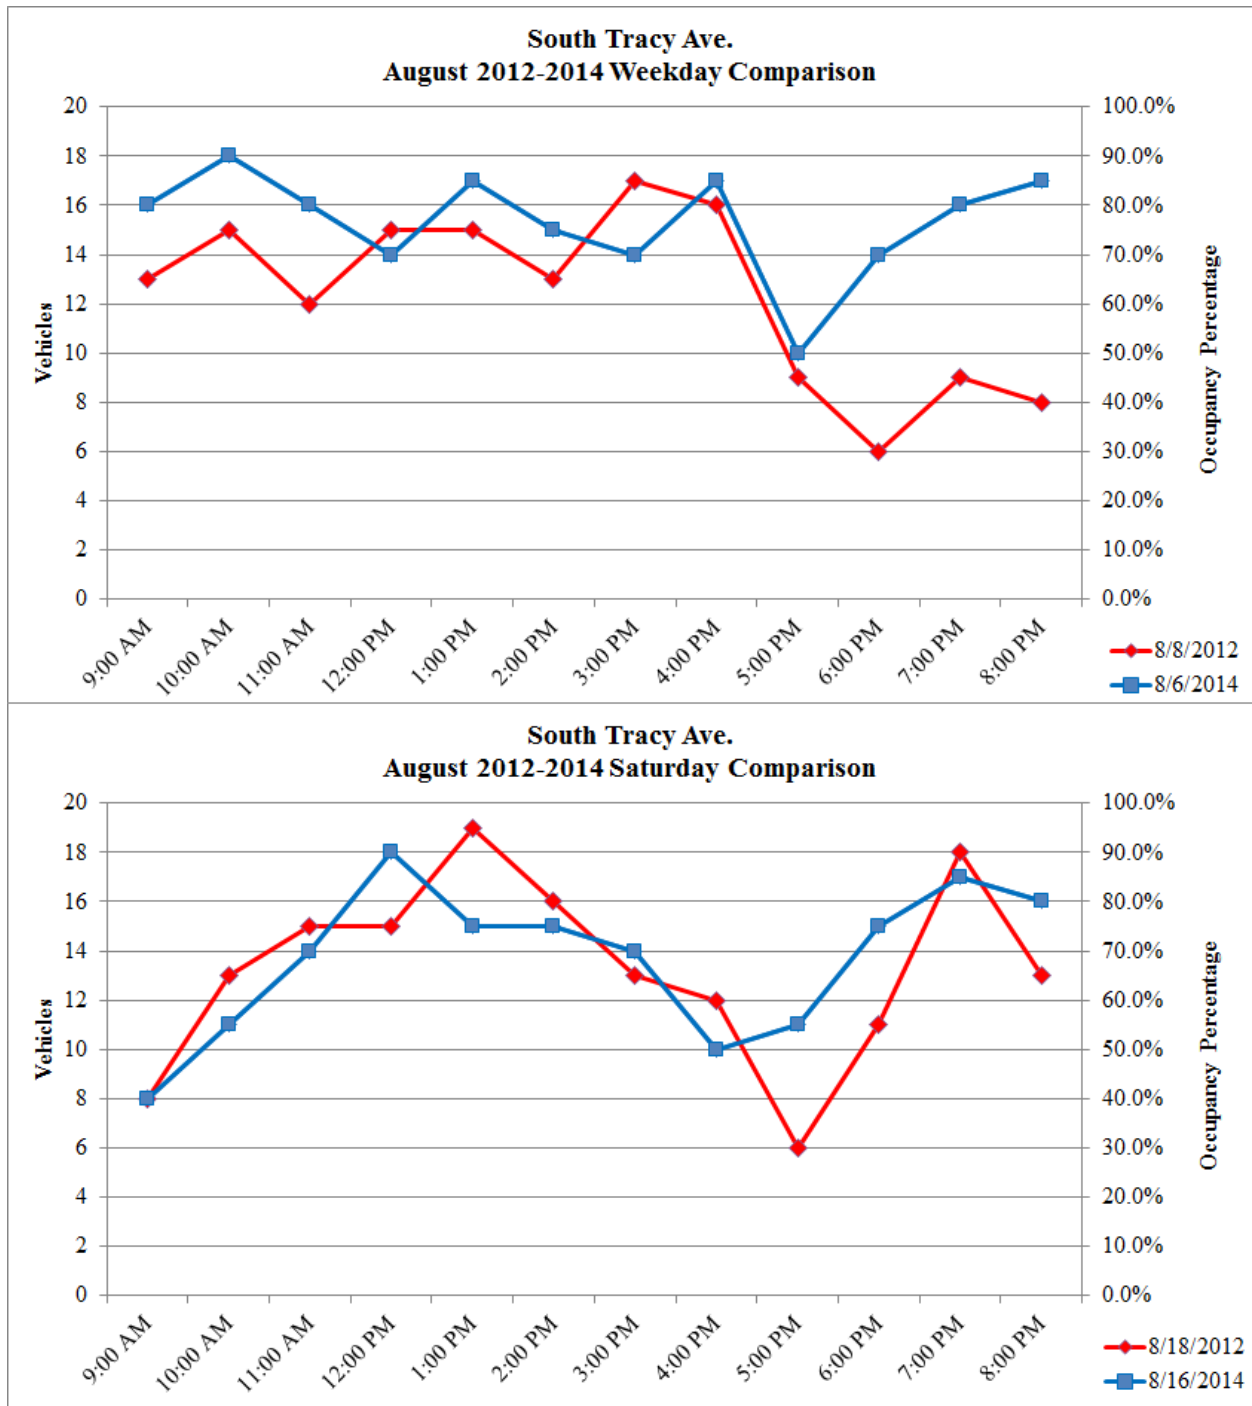 South Tracy Ave.
August 2012-2014 Weekday Comparison
20
18
16
14
12
10
8
6
4
2
0
Vehicles
100.0%
90.0%
80.0%
70.0%
60.0%
50.0%
40.0%
30.0%
20.0%
10.0%
0.0%
Occupancy Percentage
9:00 AM
10:00 AM
11:00 AM
12:00 PM
1:00 PM
2:00 PM
3:00 PM
4:00 PM
5:00 PM
6:00 PM
7:00 PM
8:00 PM
8/8/2012
8/6/2014
South Tracy Ave.
August 2012-2014 Saturday Comparison
20
18
16
14
12
10
8
6
4
2
0
Vehicles
100.0%
90.0%
80.0%
70.0%
60.0%
50.0%
40.0%
30.0%
20.0%
10.0%
0.0%
Occupancy Percentage
9:00 AM
10:00 AM
11:00 AM
12:00 PM
1:00 PM
2:00 PM
3:00 PM
4:00 PM
5:00 PM
6:00 PM
7:00 PM
8:00 PM
8/18/2012
8/16/2014